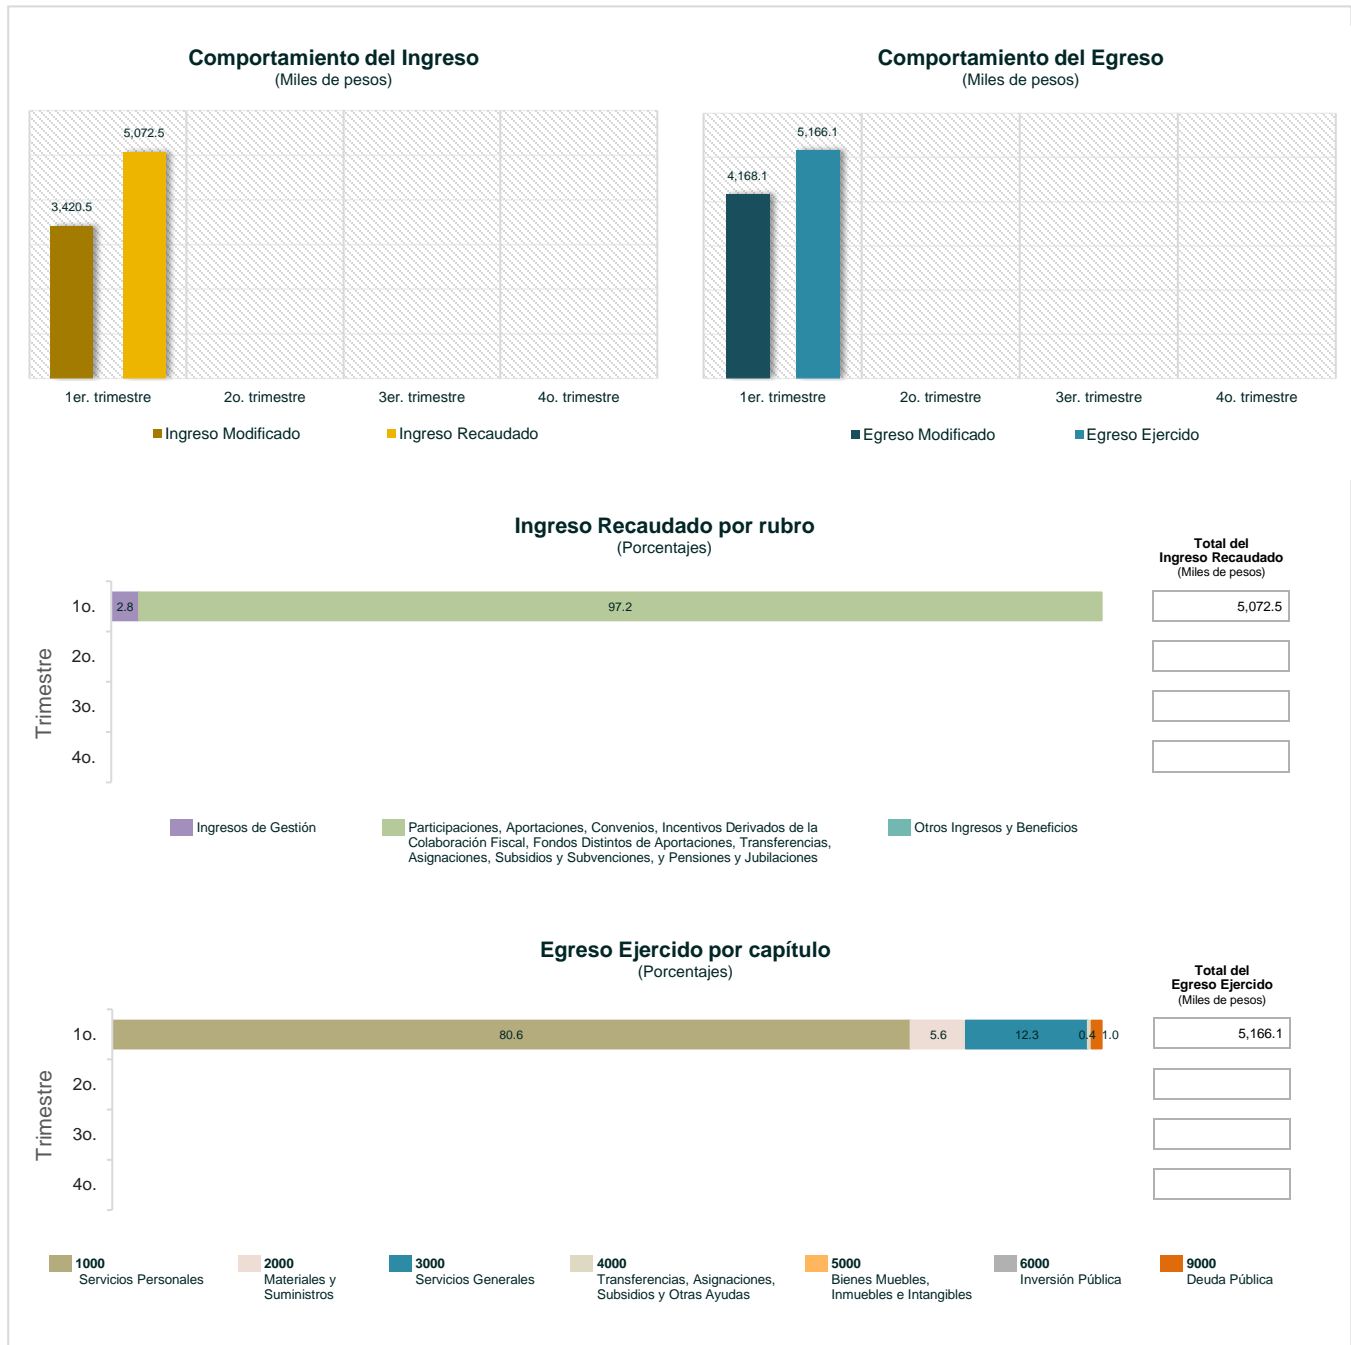 Comportamiento del Ingreso
(Miles de pesos)
5,072.5
3,420.5
1er. trimestre
2o. trimestre
3er. trimestre
4o. trimestre
Ingreso Modificado
Ingreso Recaudado
Comportamiento del Egreso
(Miles de pesos)
5,166.1
4,168.1
1er. trimestre
2o. trimestre
3er. trimestre
4o. trimestre
Egreso Modificado
Egreso Ejercido
Ingreso Recaudado por rubro
(Porcentajes)
Total del
Ingreso Recaudado
(Miles de pesos)
Trimestre
1o.
2.8
97.2
5,072.5
2o.
3o.
4o.
Ingresos de Gestión
Participaciones, Aportaciones, Convenios, Incentivos Derivados de la
Colaboración Fiscal, Fondos Distintos de Aportaciones, Transferencias,
Asignaciones, Subsidios y Subvenciones, y Pensiones y Jubilaciones
Otros Ingresos y Beneficios
Egreso Ejercido por capítulo
(Porcentajes)
Total del
Egreso Ejercido
(Miles de pesos)
Trimestre
1o.
80.6
5.6
12.3
0.4
1.0
5,166.1
2o.
3o.
4o.
1000
Servicios Personales
2000
Materiales y
Suministros
3000
Servicios Generales
4000
Transferencias, Asignaciones,
Subsidios y Otras Ayudas
5000
Bienes Muebles,
Inmuebles e Intangibles
6000
Inversión Pública
9000
Deuda Pública